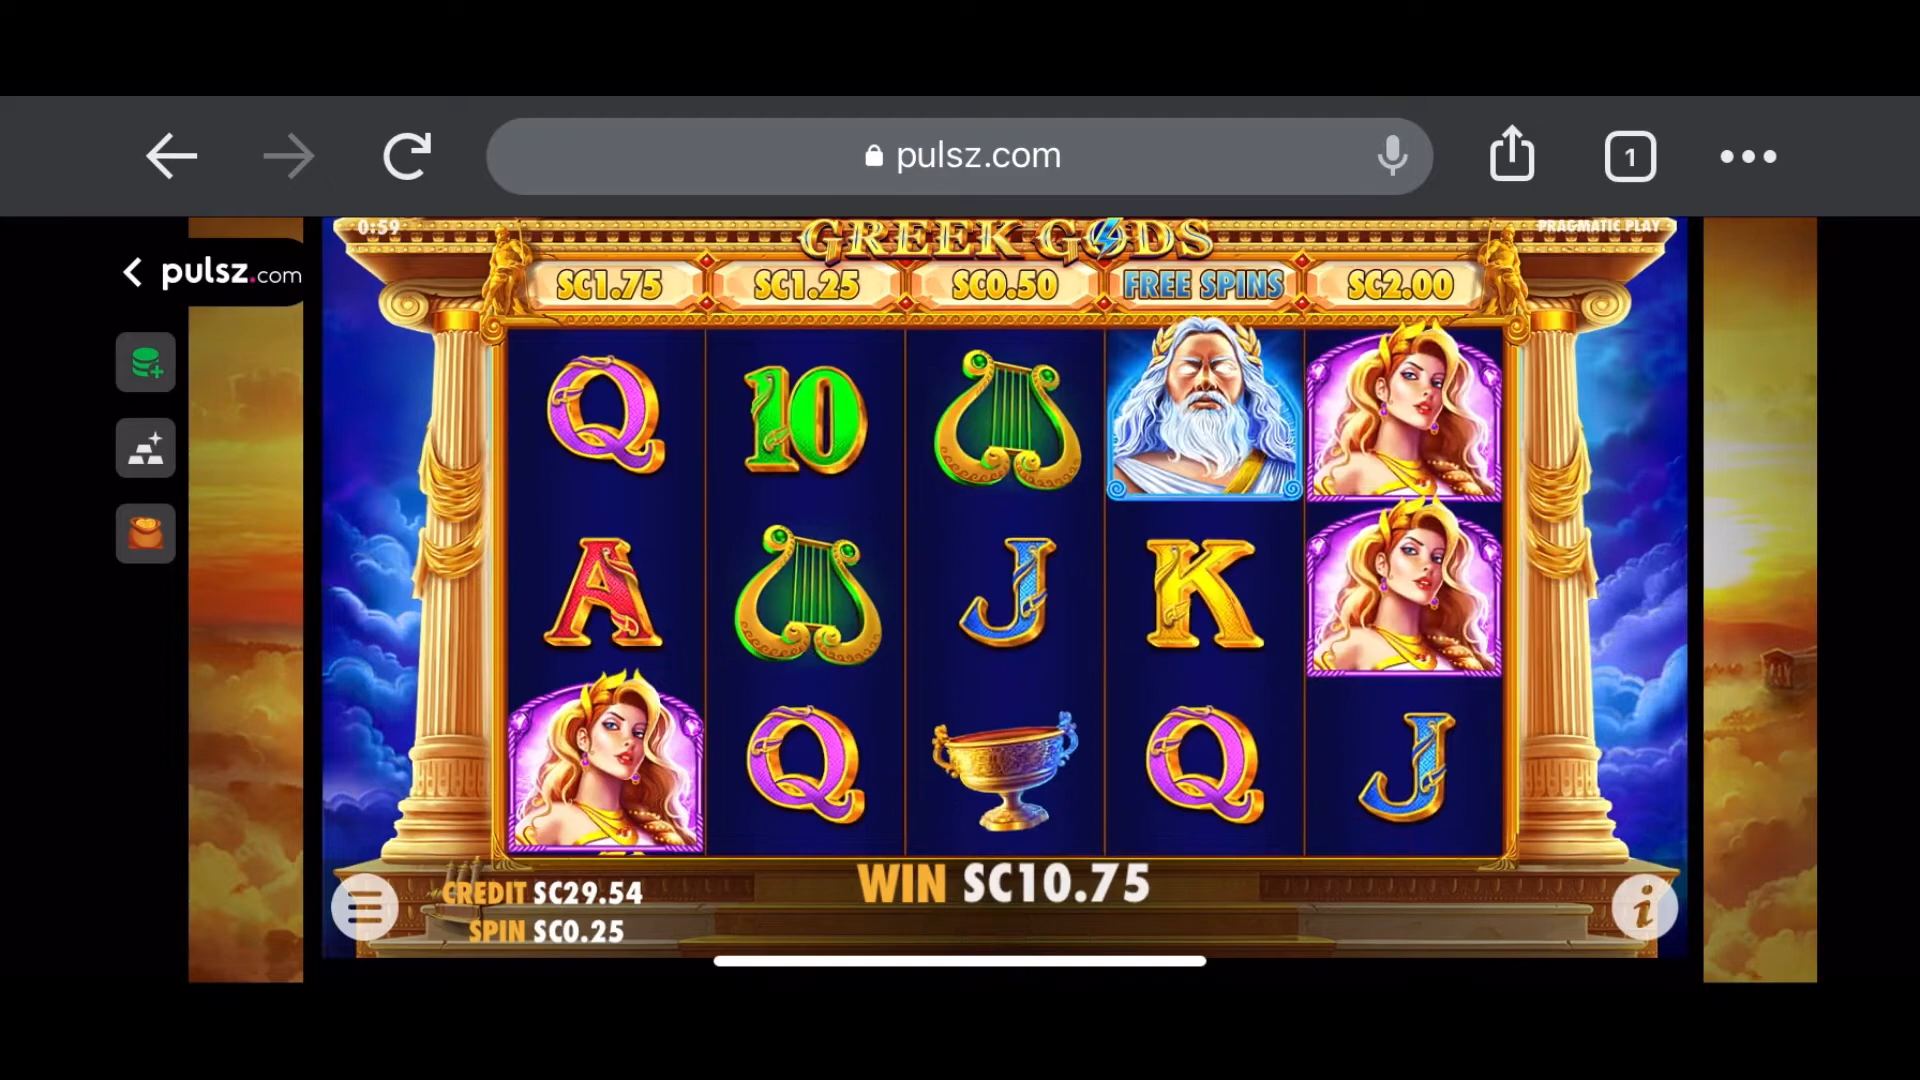 pulsz.com
1
0:59
GREEK GODS
PRAGMATIC PLAY
pulsz.com
SC1.75 SC1.25 SC0.50 FREE SPINS SC2.00
Q 10
A J K
Q Q J
WIN SC10.75
CREDIT SC29.54
SPIN SC0.25
i